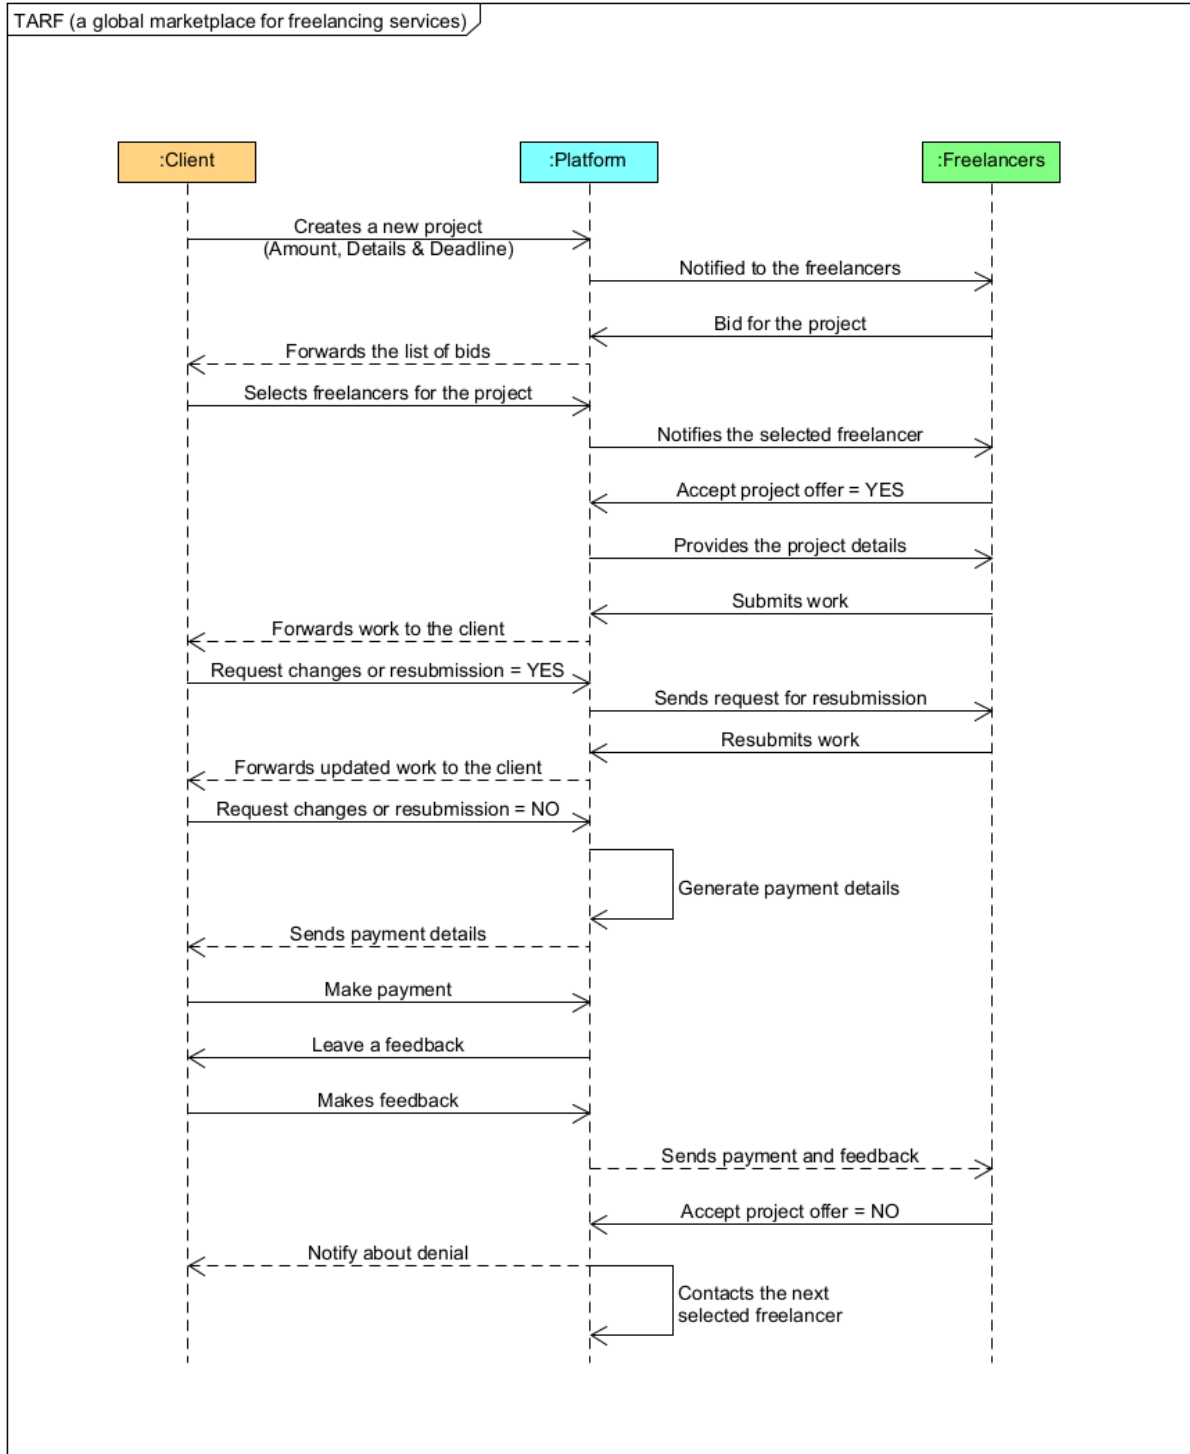 TARF (a global marketplace for freelancing services)
:Client
:Platform
:Freelancers
Creates a new project
(Amount, Details & Deadline)
Notified to the freelancers
Bid for the project
Forwards the list of bids
Selects freelancers for the project
Notifies the selected freelancer
Accept project offer = YES
Provides the project details
Submits work
Forwards work to the client
Request changes or resubmission = YES
Sends request for resubmission
Resubmits work
Forwards updated work to the client
Request changes or resubmission = NO
Generate payment details
Sends payment details
Make payment
Leave a feedback
Makes feedback
Sends payment and feedback
Accept project offer = NO
Notify about denial
Contacts the next
selected freelancer